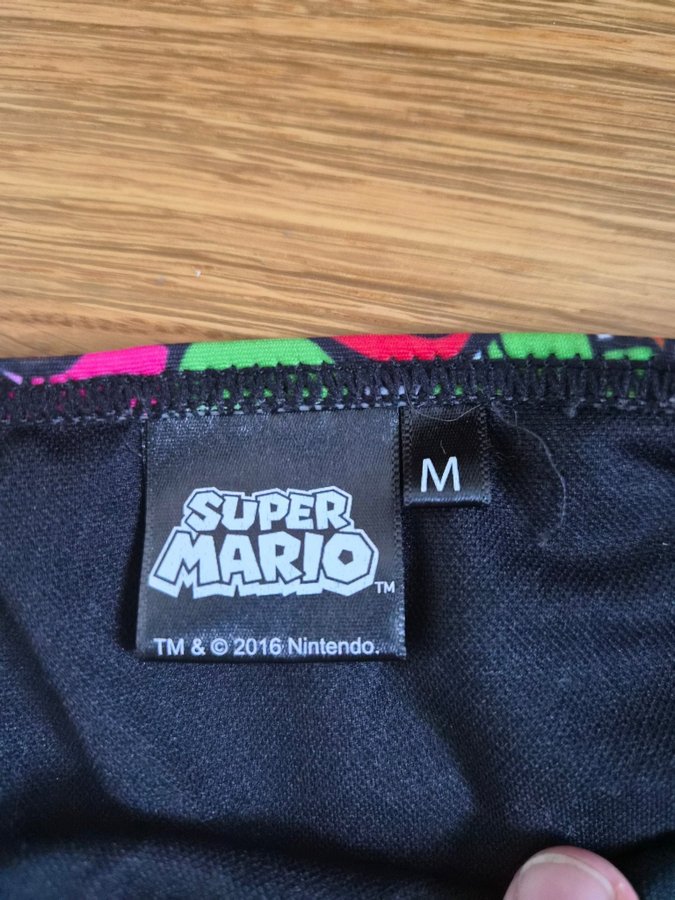 SUPER
MARIO
TM
TM & © 2016 Nintendo.
M